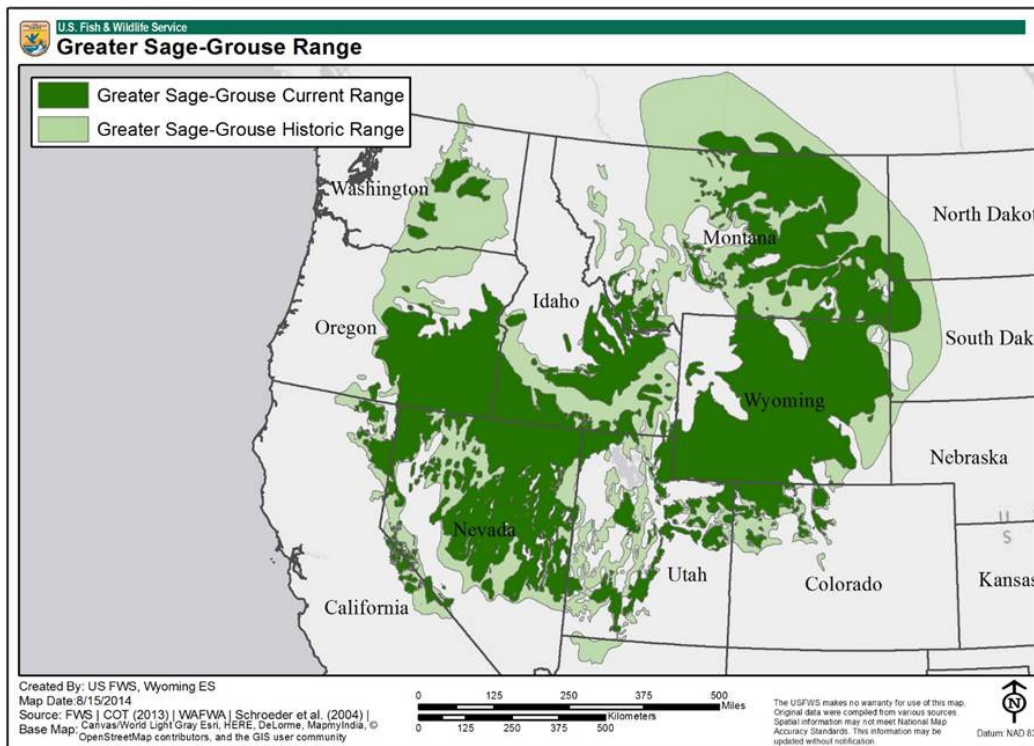 U.S. Fish & Wildlife Service
Greater Sage-Grouse Range
Greater Sage-Grouse Current Range
Greater Sage-Grouse Historic Range
Washington
Montana
North Dakot
Oregon
Idaho
South Dak
Wyoming
Nebraska
Nevada
Utah
Colorado
U
S
Kansas
California
Created By: US FWS, Wyoming ES
Map Date:8/15/2014
Source: FWS | COT (2013) | WAFWA | Schroeder et al. (2004) |
Base Map: Canvas/World Light Gray Esri, HERE, DeLorme, MapmyIndia, ©
OpenStreetMap contributors, and the GIS user community
0 125 250 375 500
Miles
Kilometers
0 125 250 375 500
The USFWS makes no warranty for use of this map.
Original data were compiled from various sources.
Spatial information may not meet National Map
Accuracy Standards. This information may be
updated without notification.
N
Datum: NAD 83